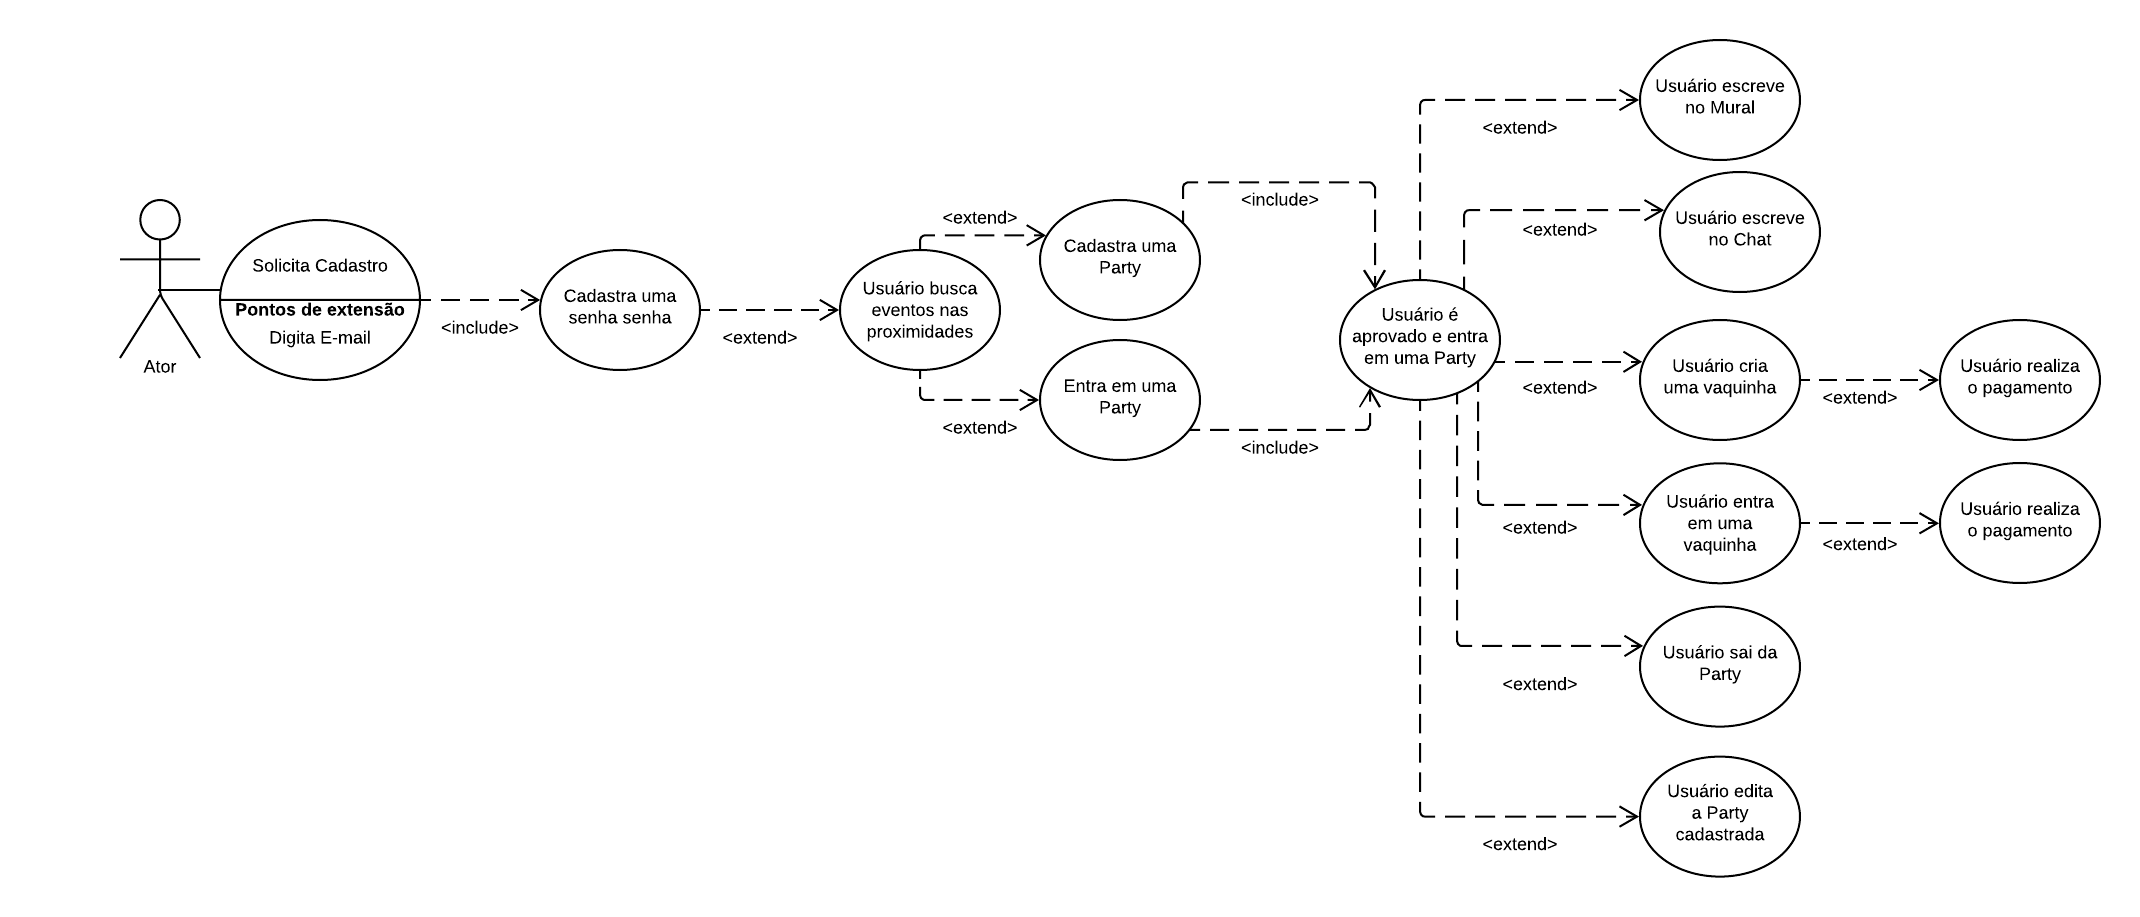 Ator
Solicita Cadastro
Pontos de extensão
Digita E-mail
<include>
Cadastra uma
senha senha
<extend>
Usuário busca
eventos nas
proximidades
<extend>
Cadastra uma
Party
<extend>
Entra em uma
Party
<include>
<include>
Usuário é
aprovado e entra
em uma Party
<extend>
Usuário escreve
no Mural
<extend>
Usuário escreve
no Chat
<extend>
Usuário cria
uma vaquinha
<extend>
Usuário realiza
o pagamento
<extend>
Usuário entra
em uma
vaquinha
<extend>
Usuário realiza
o pagamento
<extend>
Usuário sai da
Party
<extend>
Usuário edita
a Party
cadastrada